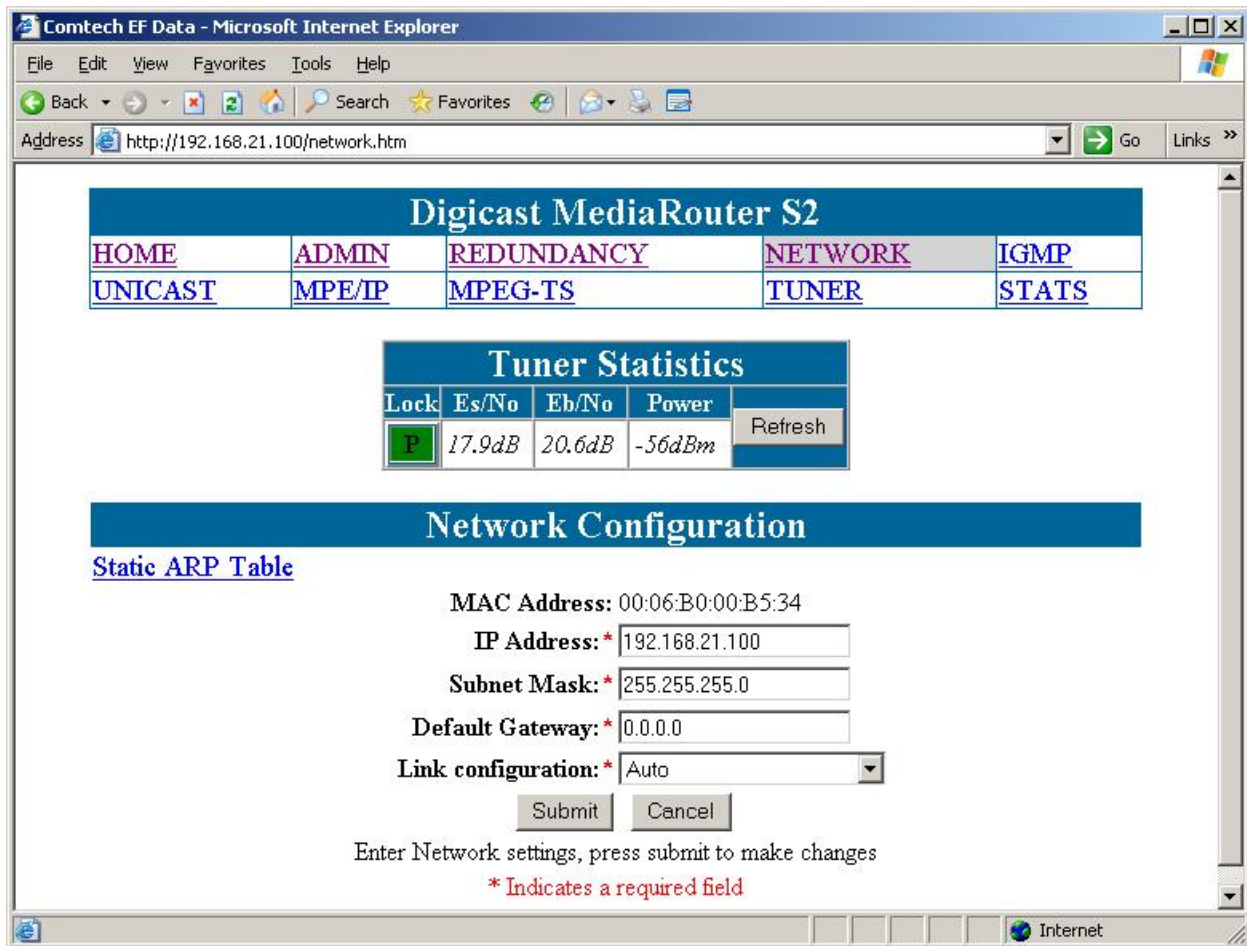 Comtech EF Data - Microsoft Internet Explorer
File Edit View Favorites Tools Help
Back Search Favorites
Address http://192.168.21.100/network.htm Go Links »
Digicast MediaRouter S2
HOME ADMIN REDUNDANCY NETWORK IGMP
UNICAST MPE/IP MPEG-TS TUNER STATS
Tuner Statistics
Lock Es/No Eb/No Power
P 17.9dB 20.6dB -56dBm Refresh
Network Configuration
Static ARP Table
MAC Address: 00:06:B0:00:B5:34
IP Address:* 192.168.21.100
Subnet Mask:* 255.255.255.0
Default Gateway:* 0.0.0.0
Link configuration:* Auto
Submit Cancel
Enter Network settings, press submit to make changes
* Indicates a required field
Internet